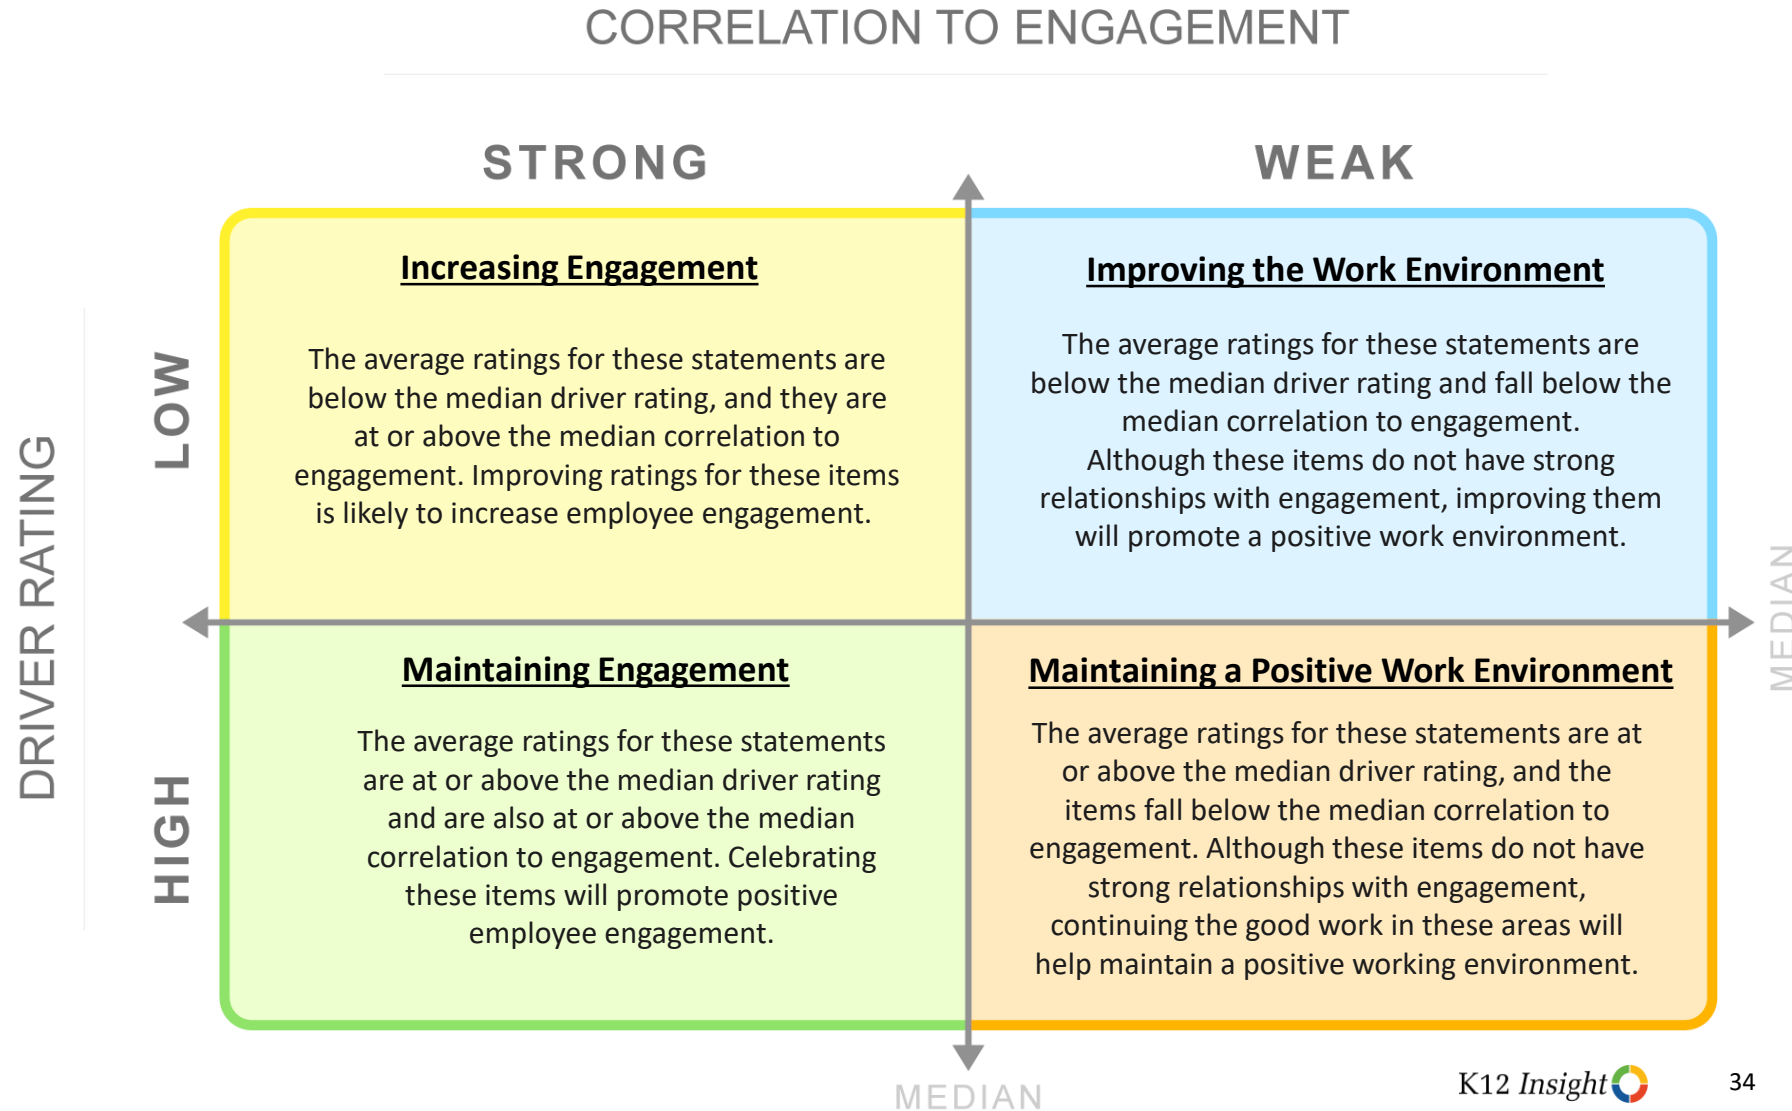 CORRELATION TO ENGAGEMENT
STRONG
WEAK
DRIVER RATING
LOW
HIGH
Increasing Engagement
The average ratings for these statements are
below the median driver rating, and they are
at or above the median correlation to
engagement. Improving ratings for these items
is likely to increase employee engagement.
Improving the Work Environment
The average ratings for these statements are
below the median driver rating and fall below the
median correlation to engagement.
Although these items do not have strong
relationships with engagement, improving them
will promote a positive work environment.
MEDIAN
Maintaining Engagement
The average ratings for these statements
are at or above the median driver rating
and are also at or above the median
correlation to engagement. Celebrating
these items will promote positive
employee engagement.
Maintaining a Positive Work Environment
The average ratings for these statements are at
or above the median driver rating, and the
items fall below the median correlation to
engagement. Although these items do not have
strong relationships with engagement,
continuing the good work in these areas will
help maintain a positive working environment.
MEDIAN
K12 Insight
34